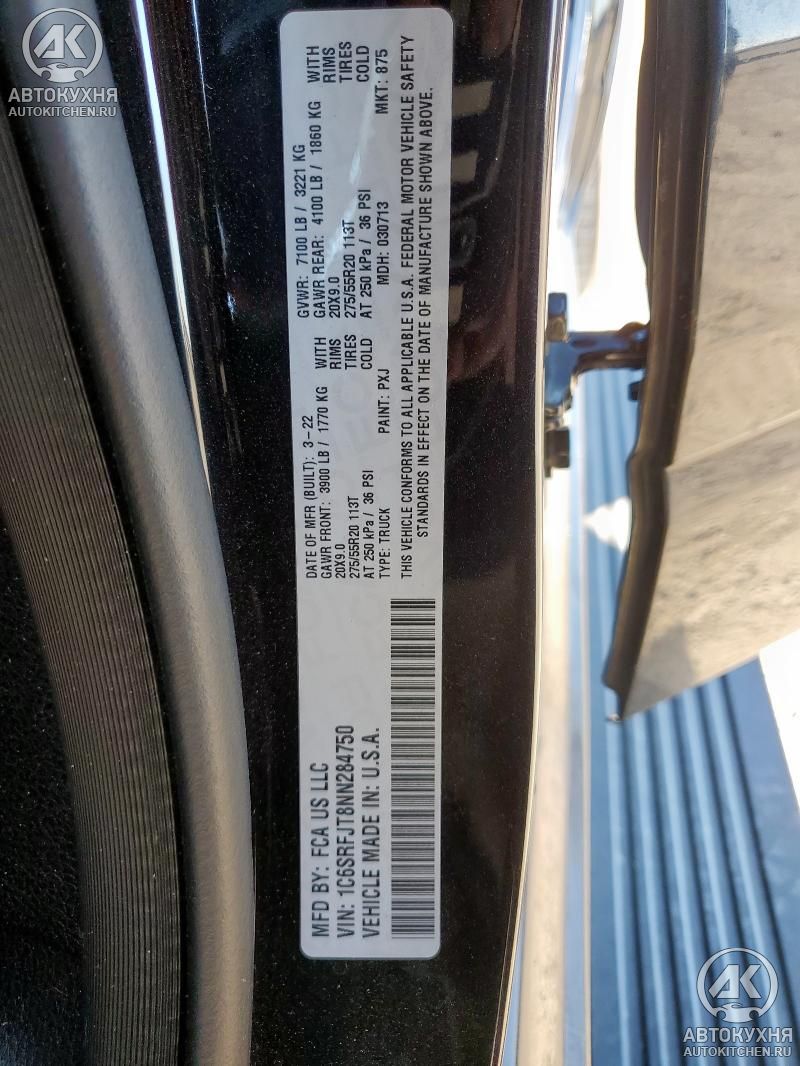 MFD BY: FCA US LLC
VIN: 1C6SRFJT8NN284750
VEHICLE MADE IN: U.S.A.
DATE OF MFR (BUILT): 3-22
GVWR: 7100 LB / 3221 KG
GAWR FRONT: 3900 LB / 1770 KG WITH
20X9.0 RIMS
275/55R20 113T TIRES
AT 250 kPa / 36 PSI COLD
GAWR REAR: 4100 LB / 1860 KG WITH
20X9.0 RIMS
275/55R20 113T TIRES
AT 250 kPa / 36 PSI COLD
TYPE: TRUCK PAINT: PXJ MDH: 030713 MKT: 875
THIS VEHICLE CONFORMS TO ALL APPLICABLE U.S.A. FEDERAL MOTOR VEHICLE SAFETY
STANDARDS IN EFFECT ON THE DATE OF MANUFACTURE SHOWN ABOVE.
АК
АВТОКУХНЯ
AUTOKITCHEN.RU
АК
АВТОКУХНЯ
AUTOKITCHEN.RU